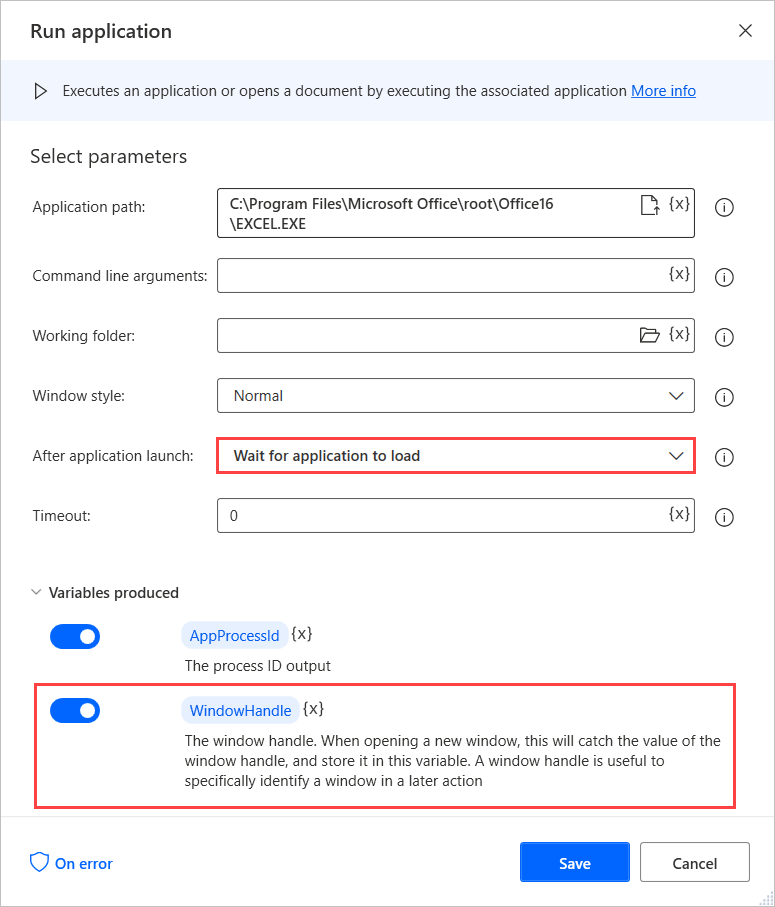 Run application
Executes an application or opens a document by executing the associated application More info
Select parameters
Application path:
C:\Program Files\Microsoft Office\root\Office16
\EXCEL.EXE
{x}
Command line arguments:
{x}
Working folder:
{x}
Window style:
Normal
After application launch:
Wait for application to load
Timeout:
0
{x}
Variables produced
AppProcessId {x}
The process ID output
WindowHandle {x}
The window handle. When opening a new window, this will catch the value of the
window handle, and store it in this variable. A window handle is useful to
specifically identify a window in a later action
On error
Save
Cancel